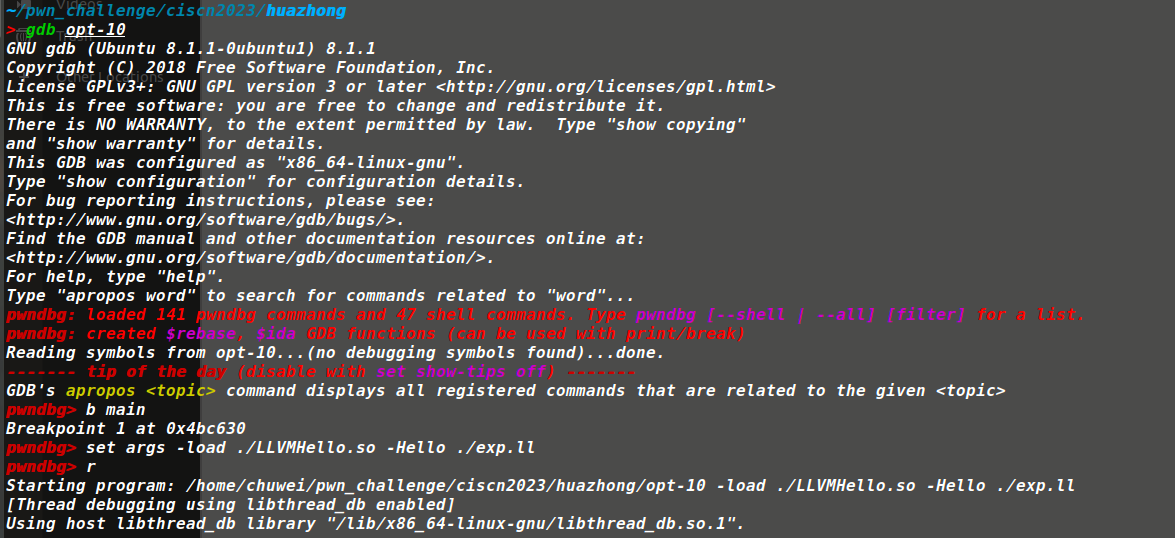 ~/pwn_challenge/ciscn2023/huazhong
> gdb opt-10
GNU gdb (Ubuntu 8.1.1-0ubuntu1) 8.1.1
Copyright (C) 2018 Free Software Foundation, Inc.
License GPLv3+: GNU GPL version 3 or later <http://gnu.org/licenses/gpl.html>
This is free software: you are free to change and redistribute it.
There is NO WARRANTY, to the extent permitted by law.  Type "show copying"
and "show warranty" for details.
This GDB was configured as "x86_64-linux-gnu".
Type "show configuration" for configuration details.
For bug reporting instructions, please see:
<http://www.gnu.org/software/gdb/bugs/>.
Find the GDB manual and other documentation resources online at:
<http://www.gnu.org/software/gdb/documentation/>.
For help, type "help".
Type "apropos word" to search for commands related to "word"...
pwndbg: loaded 141 pwndbg commands and 47 shell commands. Type pwndbg [--shell | --all] [filter] for a list.
pwndbg: created $rebase, $ida GDB functions (can be used with print/break)
Reading symbols from opt-10...(no debugging symbols found)...done.
------- tip of the day (disable with set show-tips off) -------
GDB's apropos <topic> command displays all registered commands that are related to the given <topic>
pwndbg> b main
Breakpoint 1 at 0x4bc630
pwndbg> set args -load ./LLVMHello.so -Hello ./exp.ll
pwndbg> r
Starting program: /home/chuwei/pwn_challenge/ciscn2023/huazhong/opt-10 -load ./LLVMHello.so -Hello ./exp.ll
[Thread debugging using libthread_db enabled]
Using host libthread_db library "/lib/x86_64-linux-gnu/libthread_db.so.1".
Videos
Trash
Other Locations